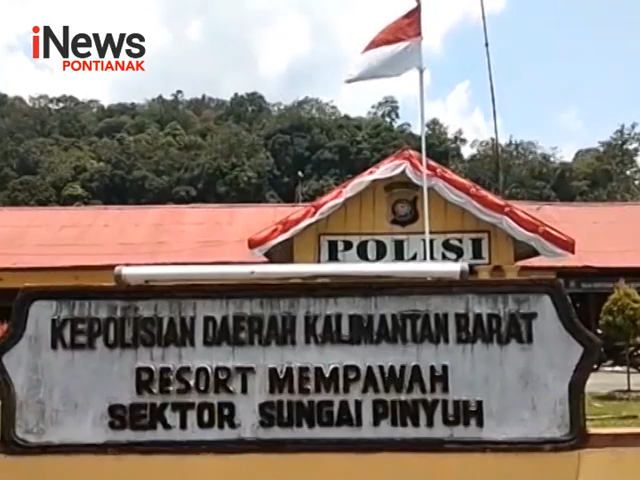 iNews
PONTIANAK
POLISI
KEPOLISIAN DAERAH KALIMANTAN BARAT
RESORT MEMPAWAH
SEKTOR SUNGAI PINYUH